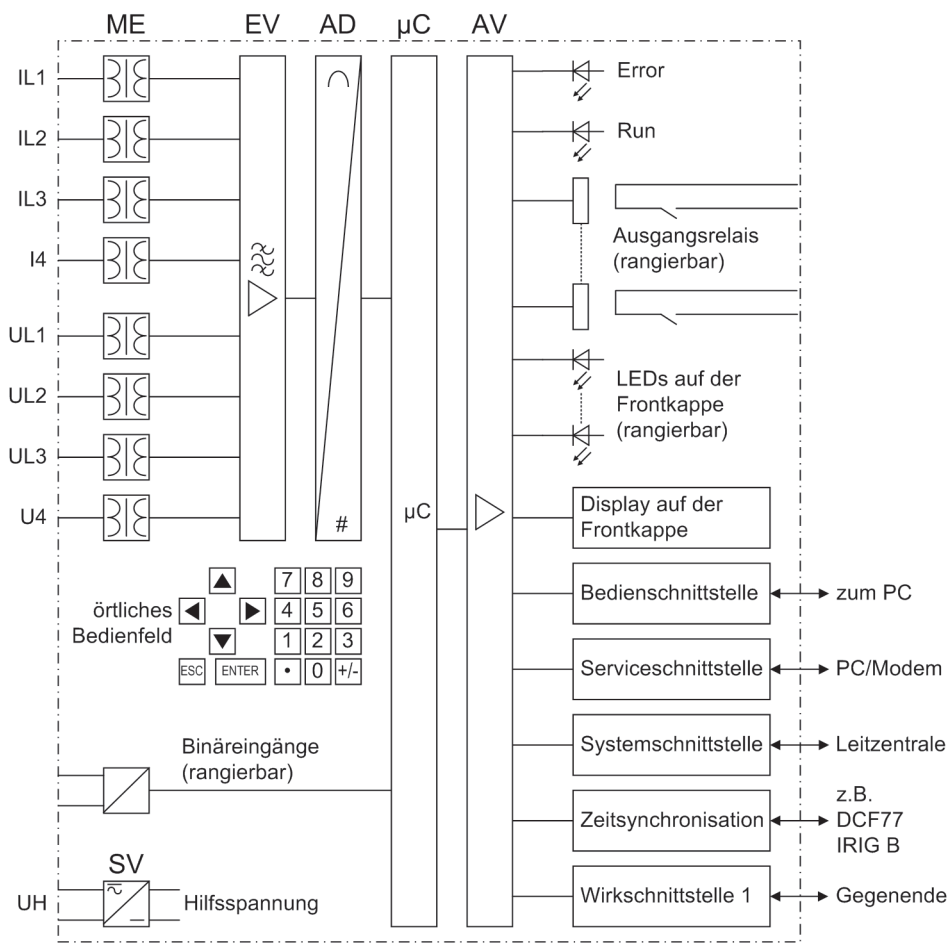 ME EV AD µC AV
IL1
IL2
IL3
I4
UL1
UL2
UL3
U4
#
µC
Error
Run
Ausgangsrelais
(rangierbar)
LEDs auf der
Frontkappe
(rangierbar)
Display auf der
Frontkappe
Bedienschnittstelle
zum PC
Serviceschnittstelle
PC/Modem
Systemschnittstelle
Leitzentrale
Zeitsynchronisation
z.B.
DCF77
IRIG B
Wirkschnittstelle 1
Gegenende
örtliches
Bedienfeld
7 8 9
4 5 6
1 2 3
ESC ENTER • 0 +/-
Binäreingänge
(rangierbar)
SV
UH
Hilfsspannung